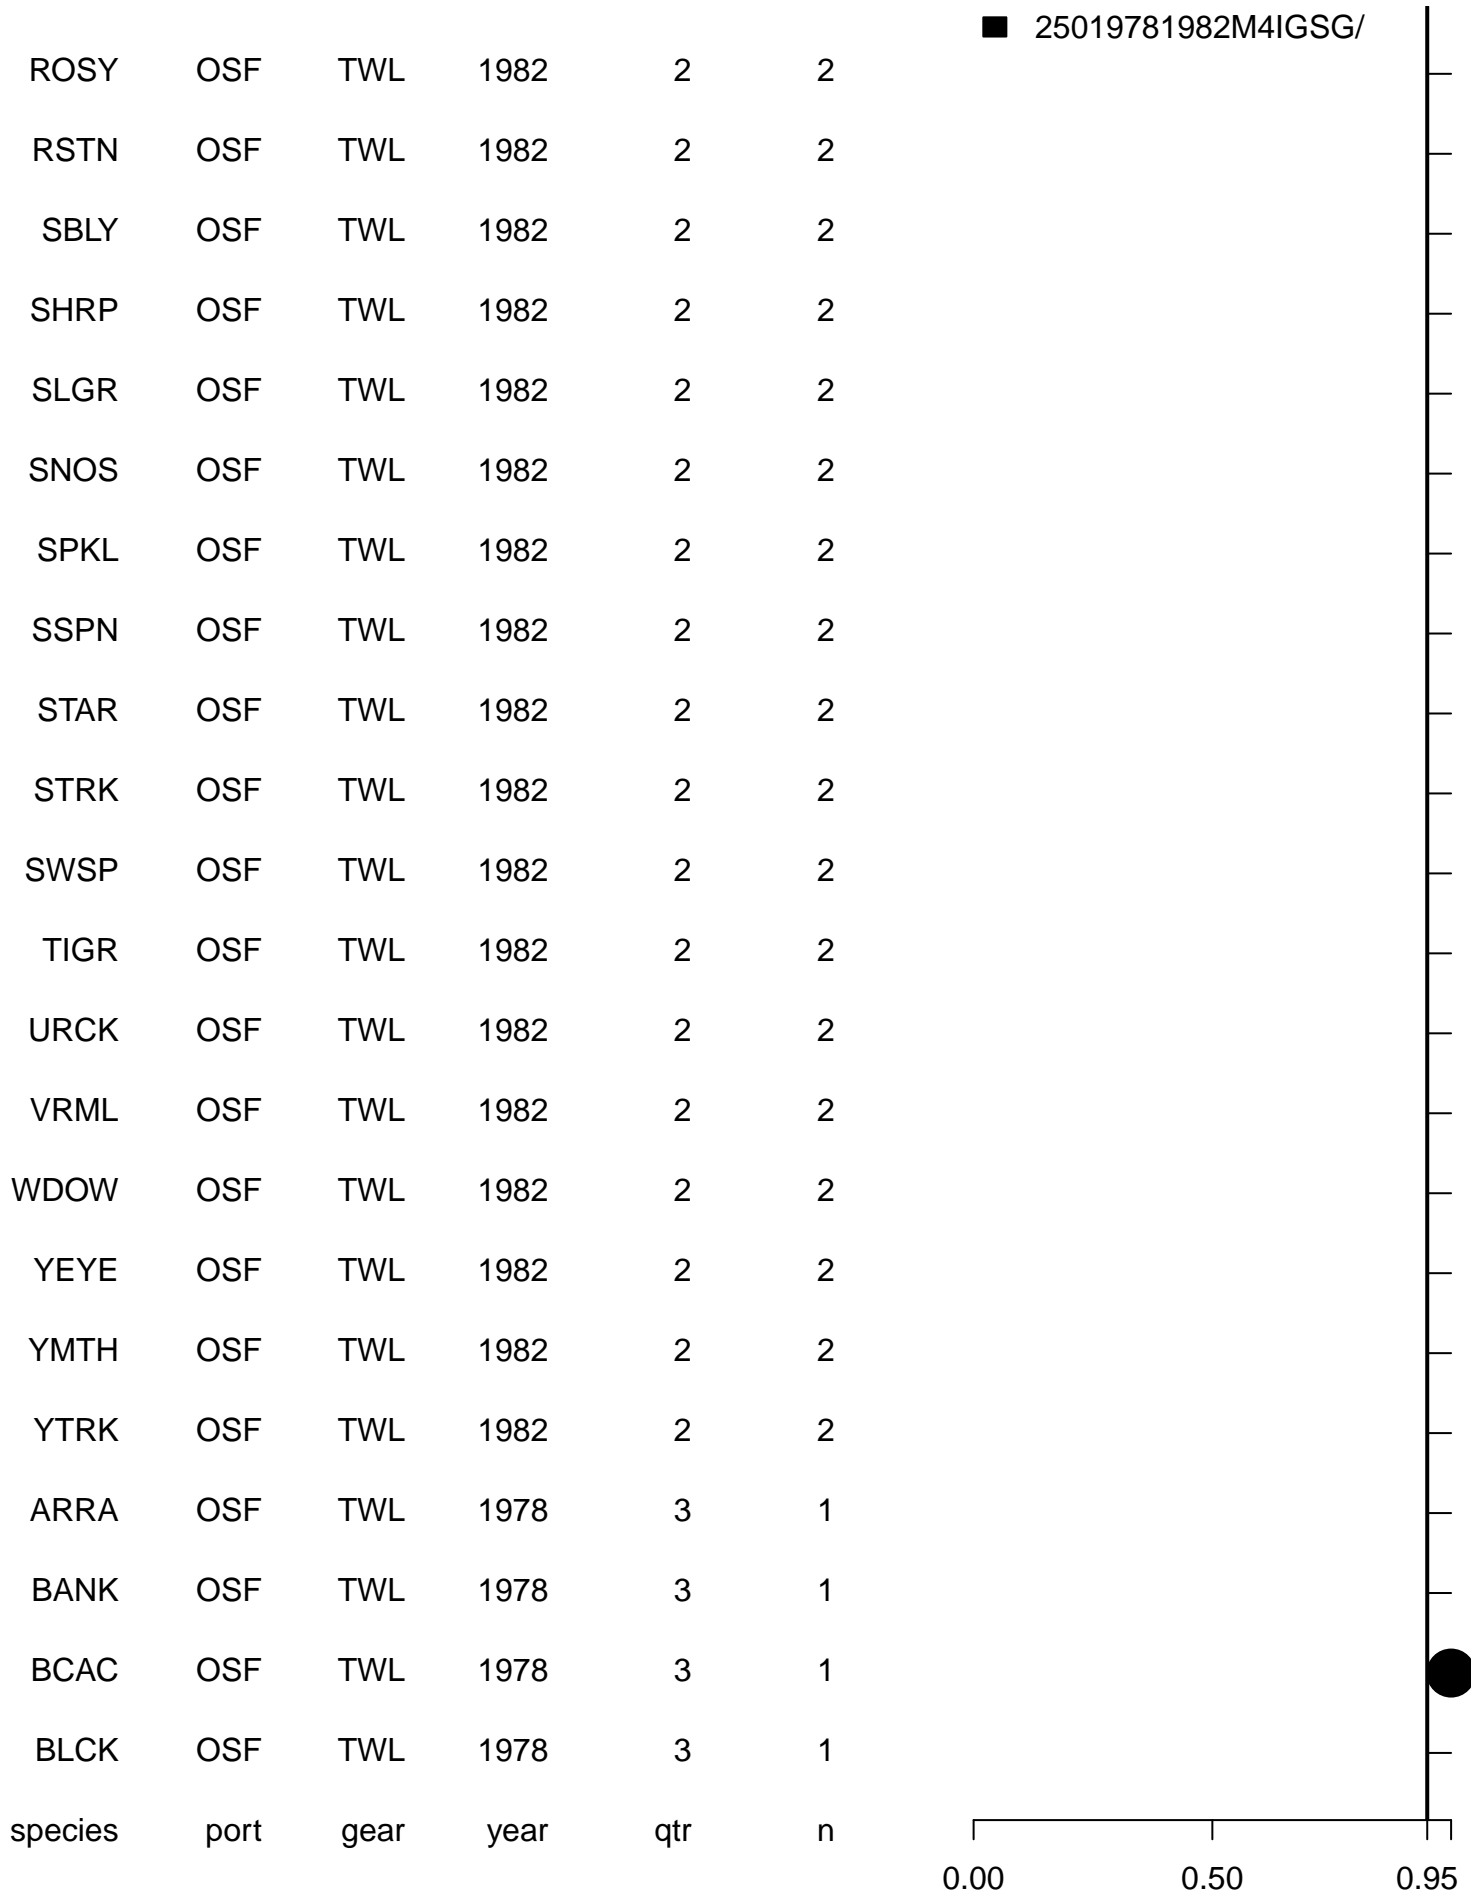 25019781982M4IGSG/
ROSY OSF TWL 1982 2 2
RSTN OSF TWL 1982 2 2
SBLY OSF TWL 1982 2 2
SHRP OSF TWL 1982 2 2
SLGR OSF TWL 1982 2 2
SNOS OSF TWL 1982 2 2
SPKL OSF TWL 1982 2 2
SSPN OSF TWL 1982 2 2
STAR OSF TWL 1982 2 2
STRK OSF TWL 1982 2 2
SWSP OSF TWL 1982 2 2
TIGR OSF TWL 1982 2 2
URCK OSF TWL 1982 2 2
VRML OSF TWL 1982 2 2
WDOW OSF TWL 1982 2 2
YEYE OSF TWL 1982 2 2
YMTH OSF TWL 1982 2 2
YTRK OSF TWL 1982 2 2
ARRA OSF TWL 1978 3 1
BANK OSF TWL 1978 3 1
BCAC OSF TWL 1978 3 1
BLCK OSF TWL 1978 3 1
species port gear year qtr n
0.00 0.50 0.95